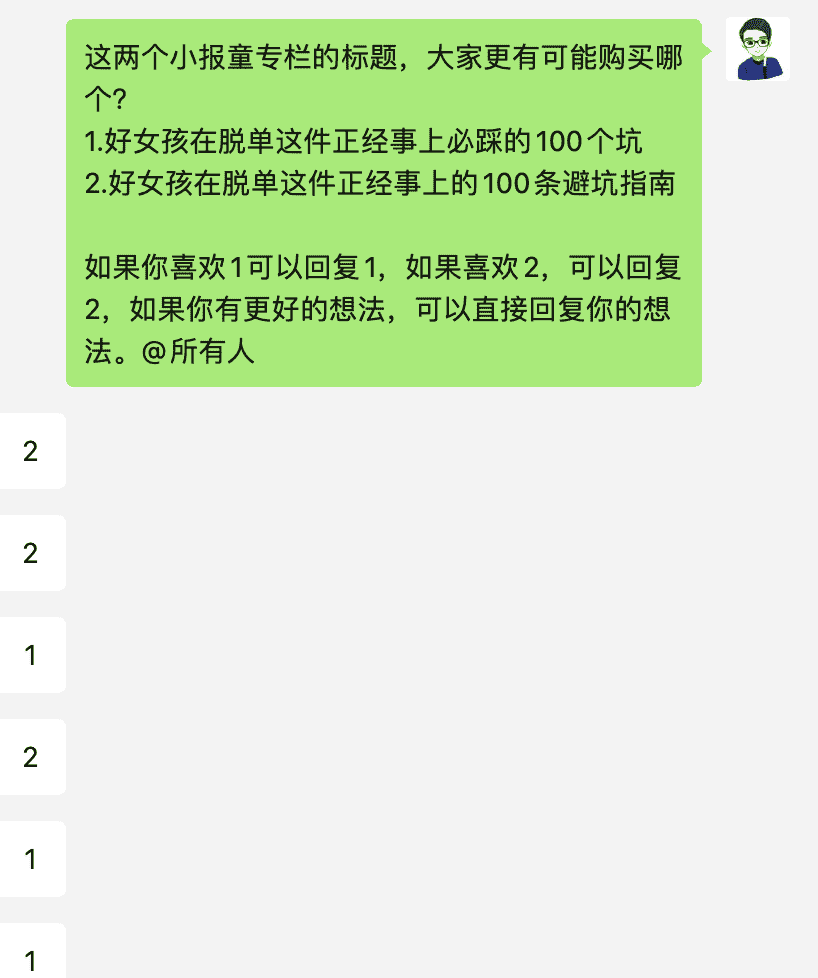 这两个小报童专栏的标题，大家更有可能购买哪
个？
1.好女孩在脱单这件正经事上必踩的100个坑
2.好女孩在脱单这件正经事上的100条避坑指南
如果你喜欢1可以回复1，如果喜欢2，可以回复
2，如果你有更好的想法，可以直接回复你的想
法。@所有人
2
2
1
2
1
1